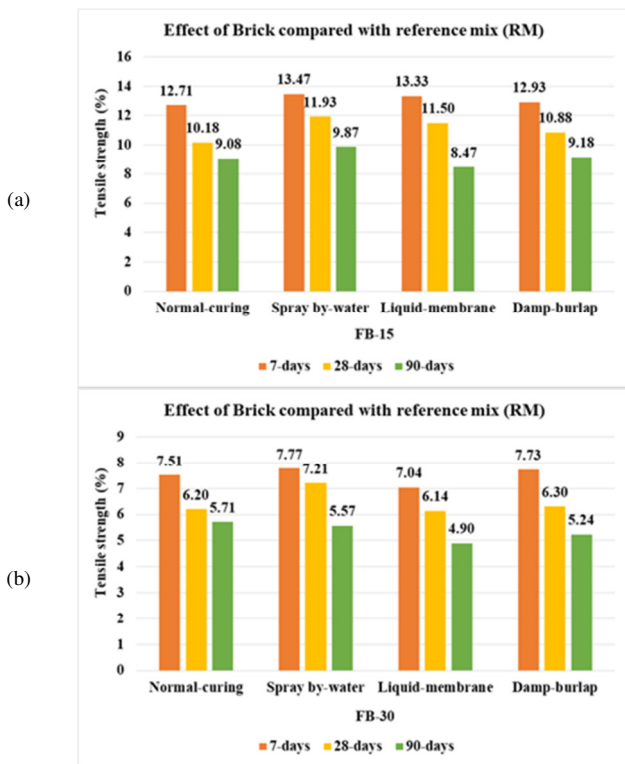 (a)
Effect of Brick compared with reference mix (RM)
Tensile strength (%)
16
14
12
10
8
6
4
2
0
12.71
10.18
9.08
13.47
11.93
9.87
13.33
11.50
8.47
12.93
10.88
9.18
Normal-curing
Spray by-water
Liquid-membrane
Damp-burlap
FB-15
7-days 28-days 90-days
(b)
Effect of Brick compared with reference mix (RM)
Tensile strength (%)
9
8
7
6
5
4
3
2
1
0
7.51
6.20
5.71
7.77
7.21
5.57
7.04
6.14
4.90
7.73
6.30
5.24
Normal-curing
Spray by-water
Liquid-membrane
Damp-burlap
FB-30
7-days 28-days 90-days